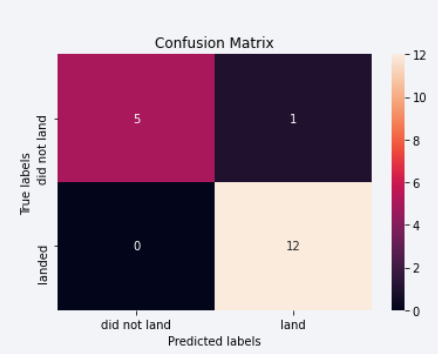 Confusion Matrix
True labels
did not land
landed
5
1
0
12
did not land
land
Predicted labels
12
10
8
6
4
2
0